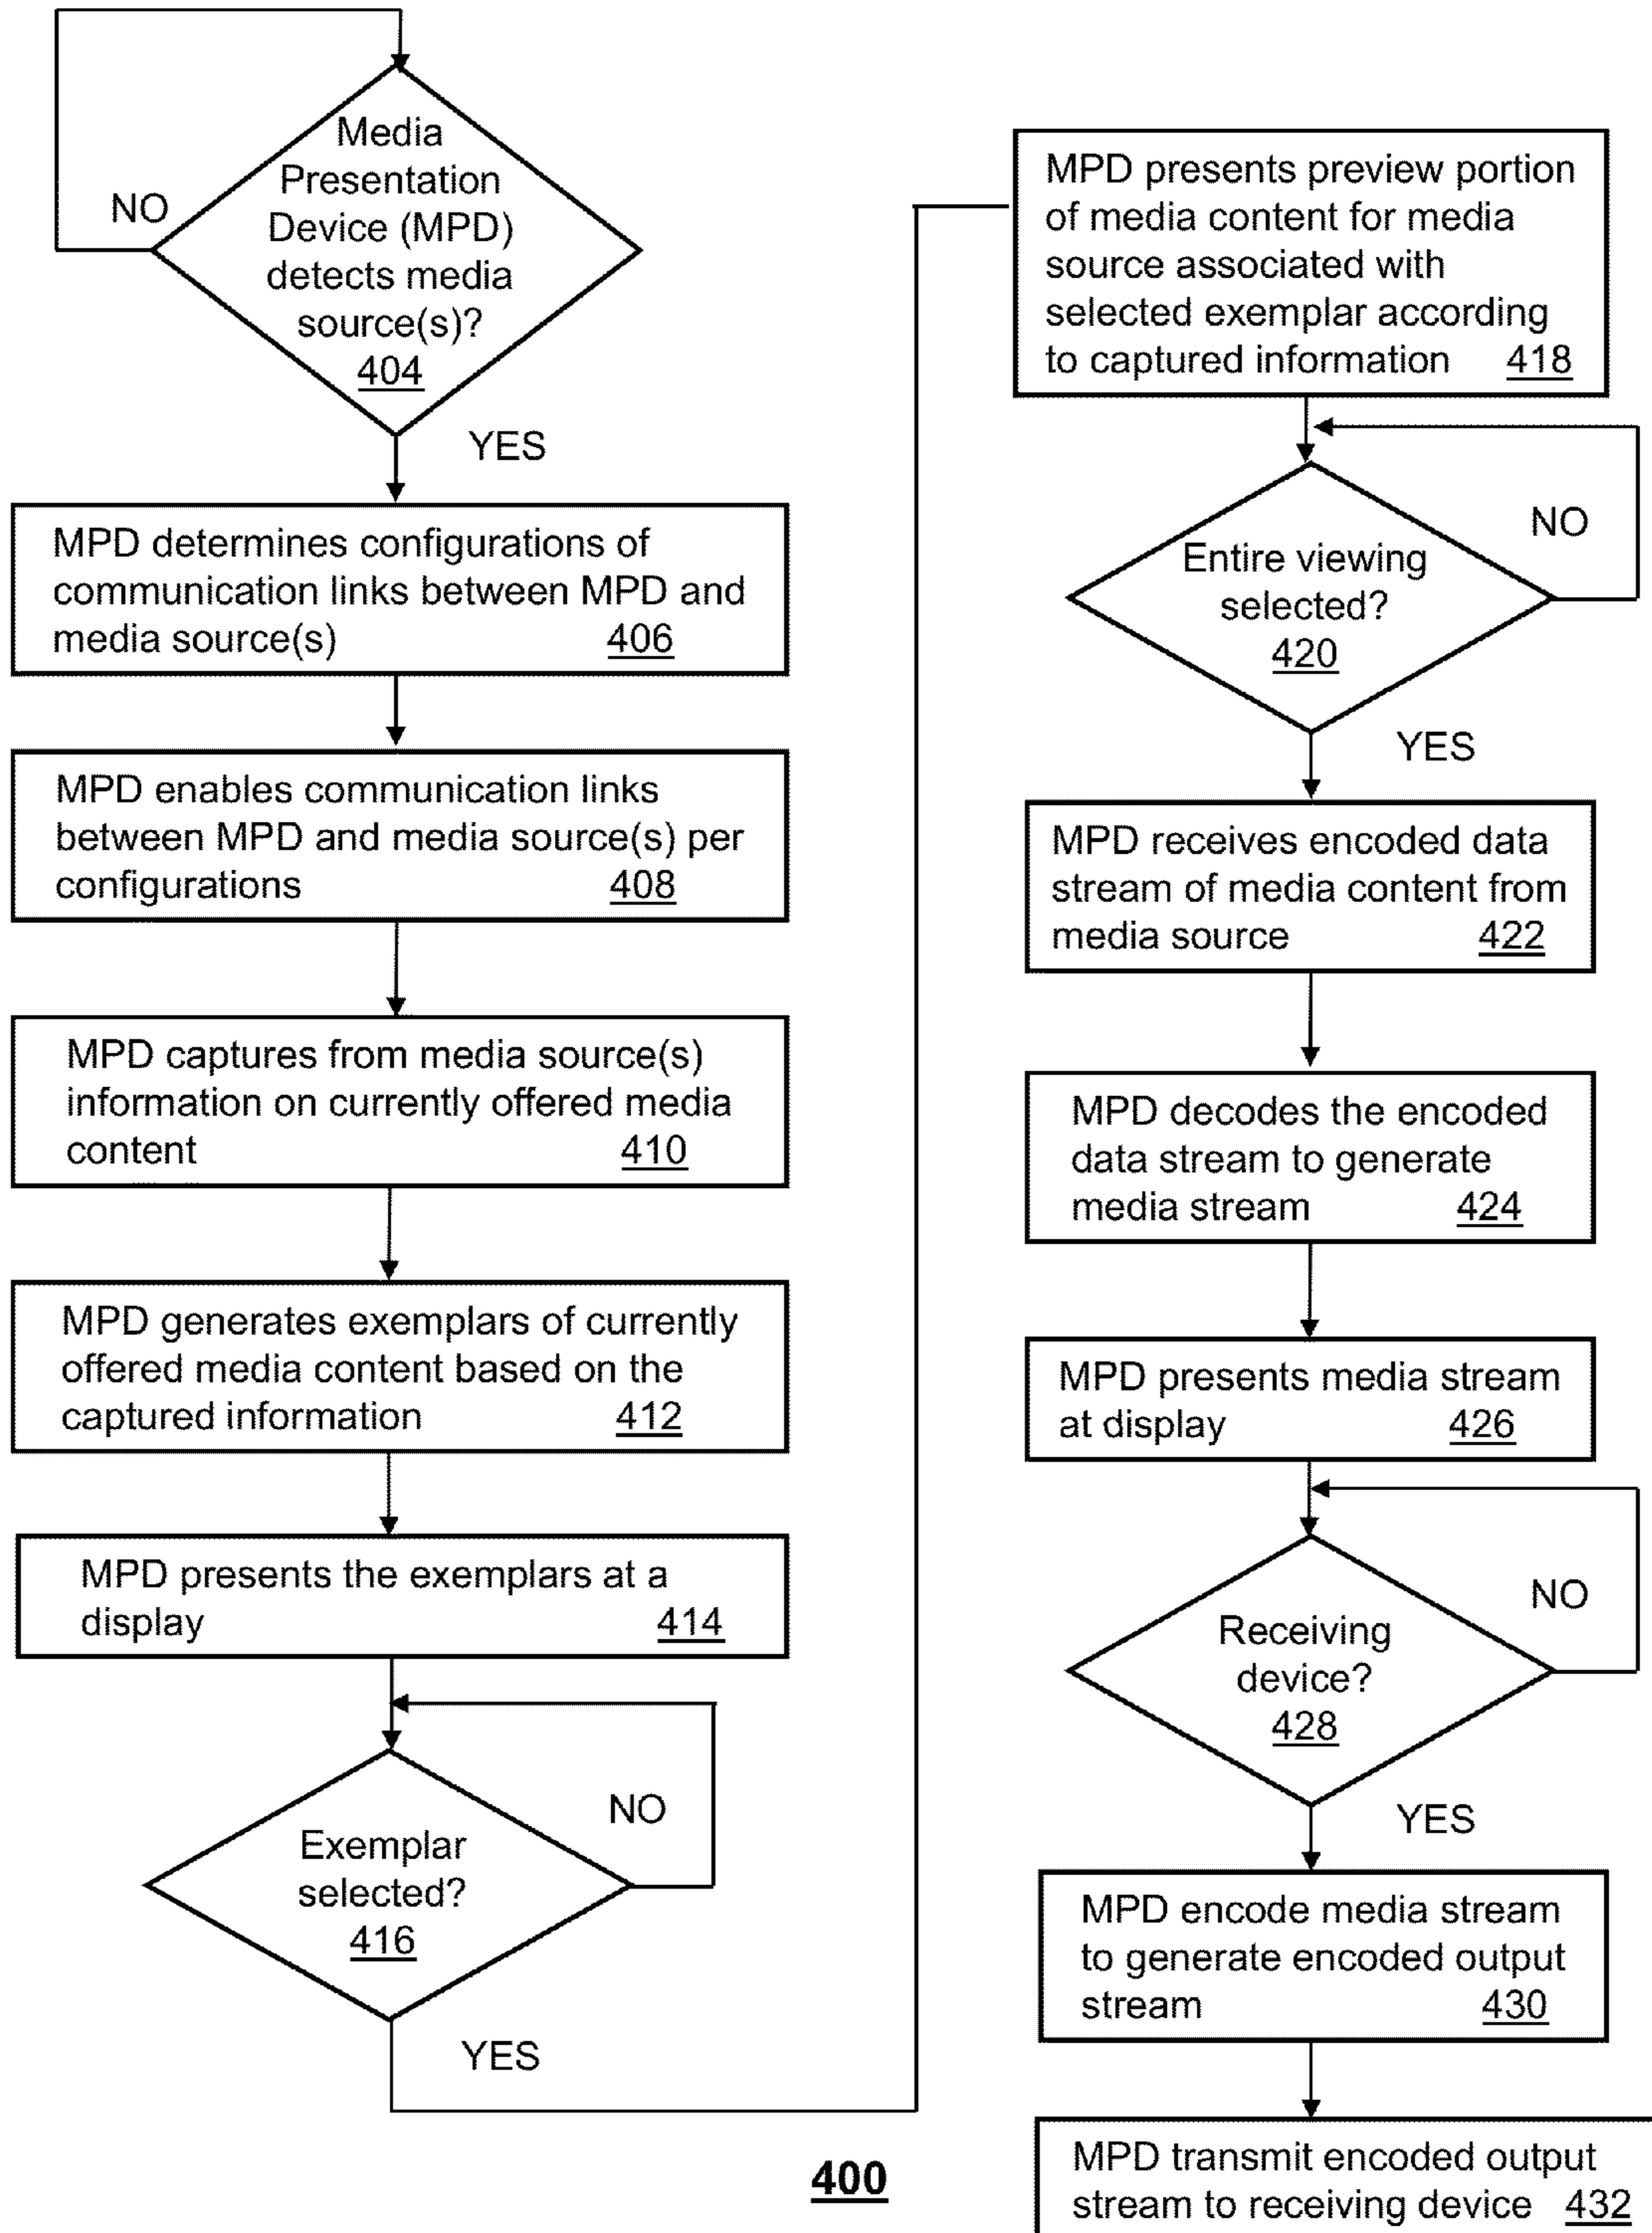 Media
Presentation
Device (MPD)
detects media
source(s)?
404
NO
YES
MPD determines configurations of
communication links between MPD and
media source(s) 406
MPD enables communication links
between MPD and media source(s) per
configurations 408
MPD captures from media source(s)
information on currently offered media
content 410
MPD generates exemplars of currently
offered media content based on the
captured information 412
MPD presents the exemplars at a
display 414
Exemplar
selected?
416
NO
YES
MPD presents preview portion
of media content for media
source associated with
selected exemplar according
to captured information 418
Entire viewing
selected?
420
NO
YES
MPD receives encoded data
stream of media content from
media source 422
MPD decodes the encoded
data stream to generate
media stream 424
MPD presents media stream
at display 426
Receiving
device?
428
NO
YES
MPD encode media stream
to generate encoded output
stream 430
MPD transmit encoded output
stream to receiving device 432
400